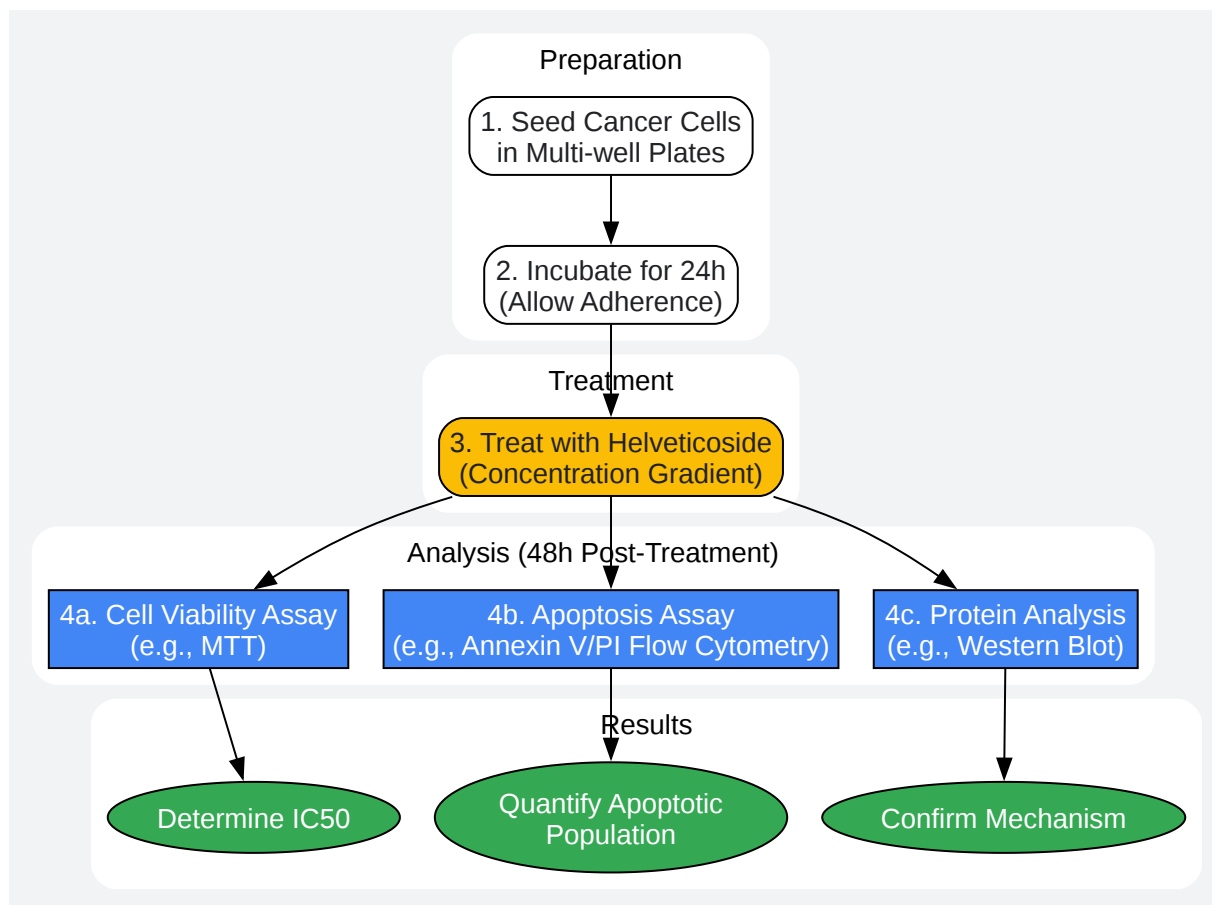 Preparation
1. Seed Cancer Cells
in Multi-well Plates
2. Incubate for 24h
(Allow Adherence)
Treatment
3. Treat with Helveticoside
(Concentration Gradient)
Analysis (48h Post-Treatment)
4a. Cell Viability Assay
(e.g., MTT)
4b. Apoptosis Assay
(e.g., Annexin V/PI Flow Cytometry)
4c. Protein Analysis
(e.g., Western Blot)
Results
Determine IC50
Quantify Apoptotic
Population
Confirm Mechanism